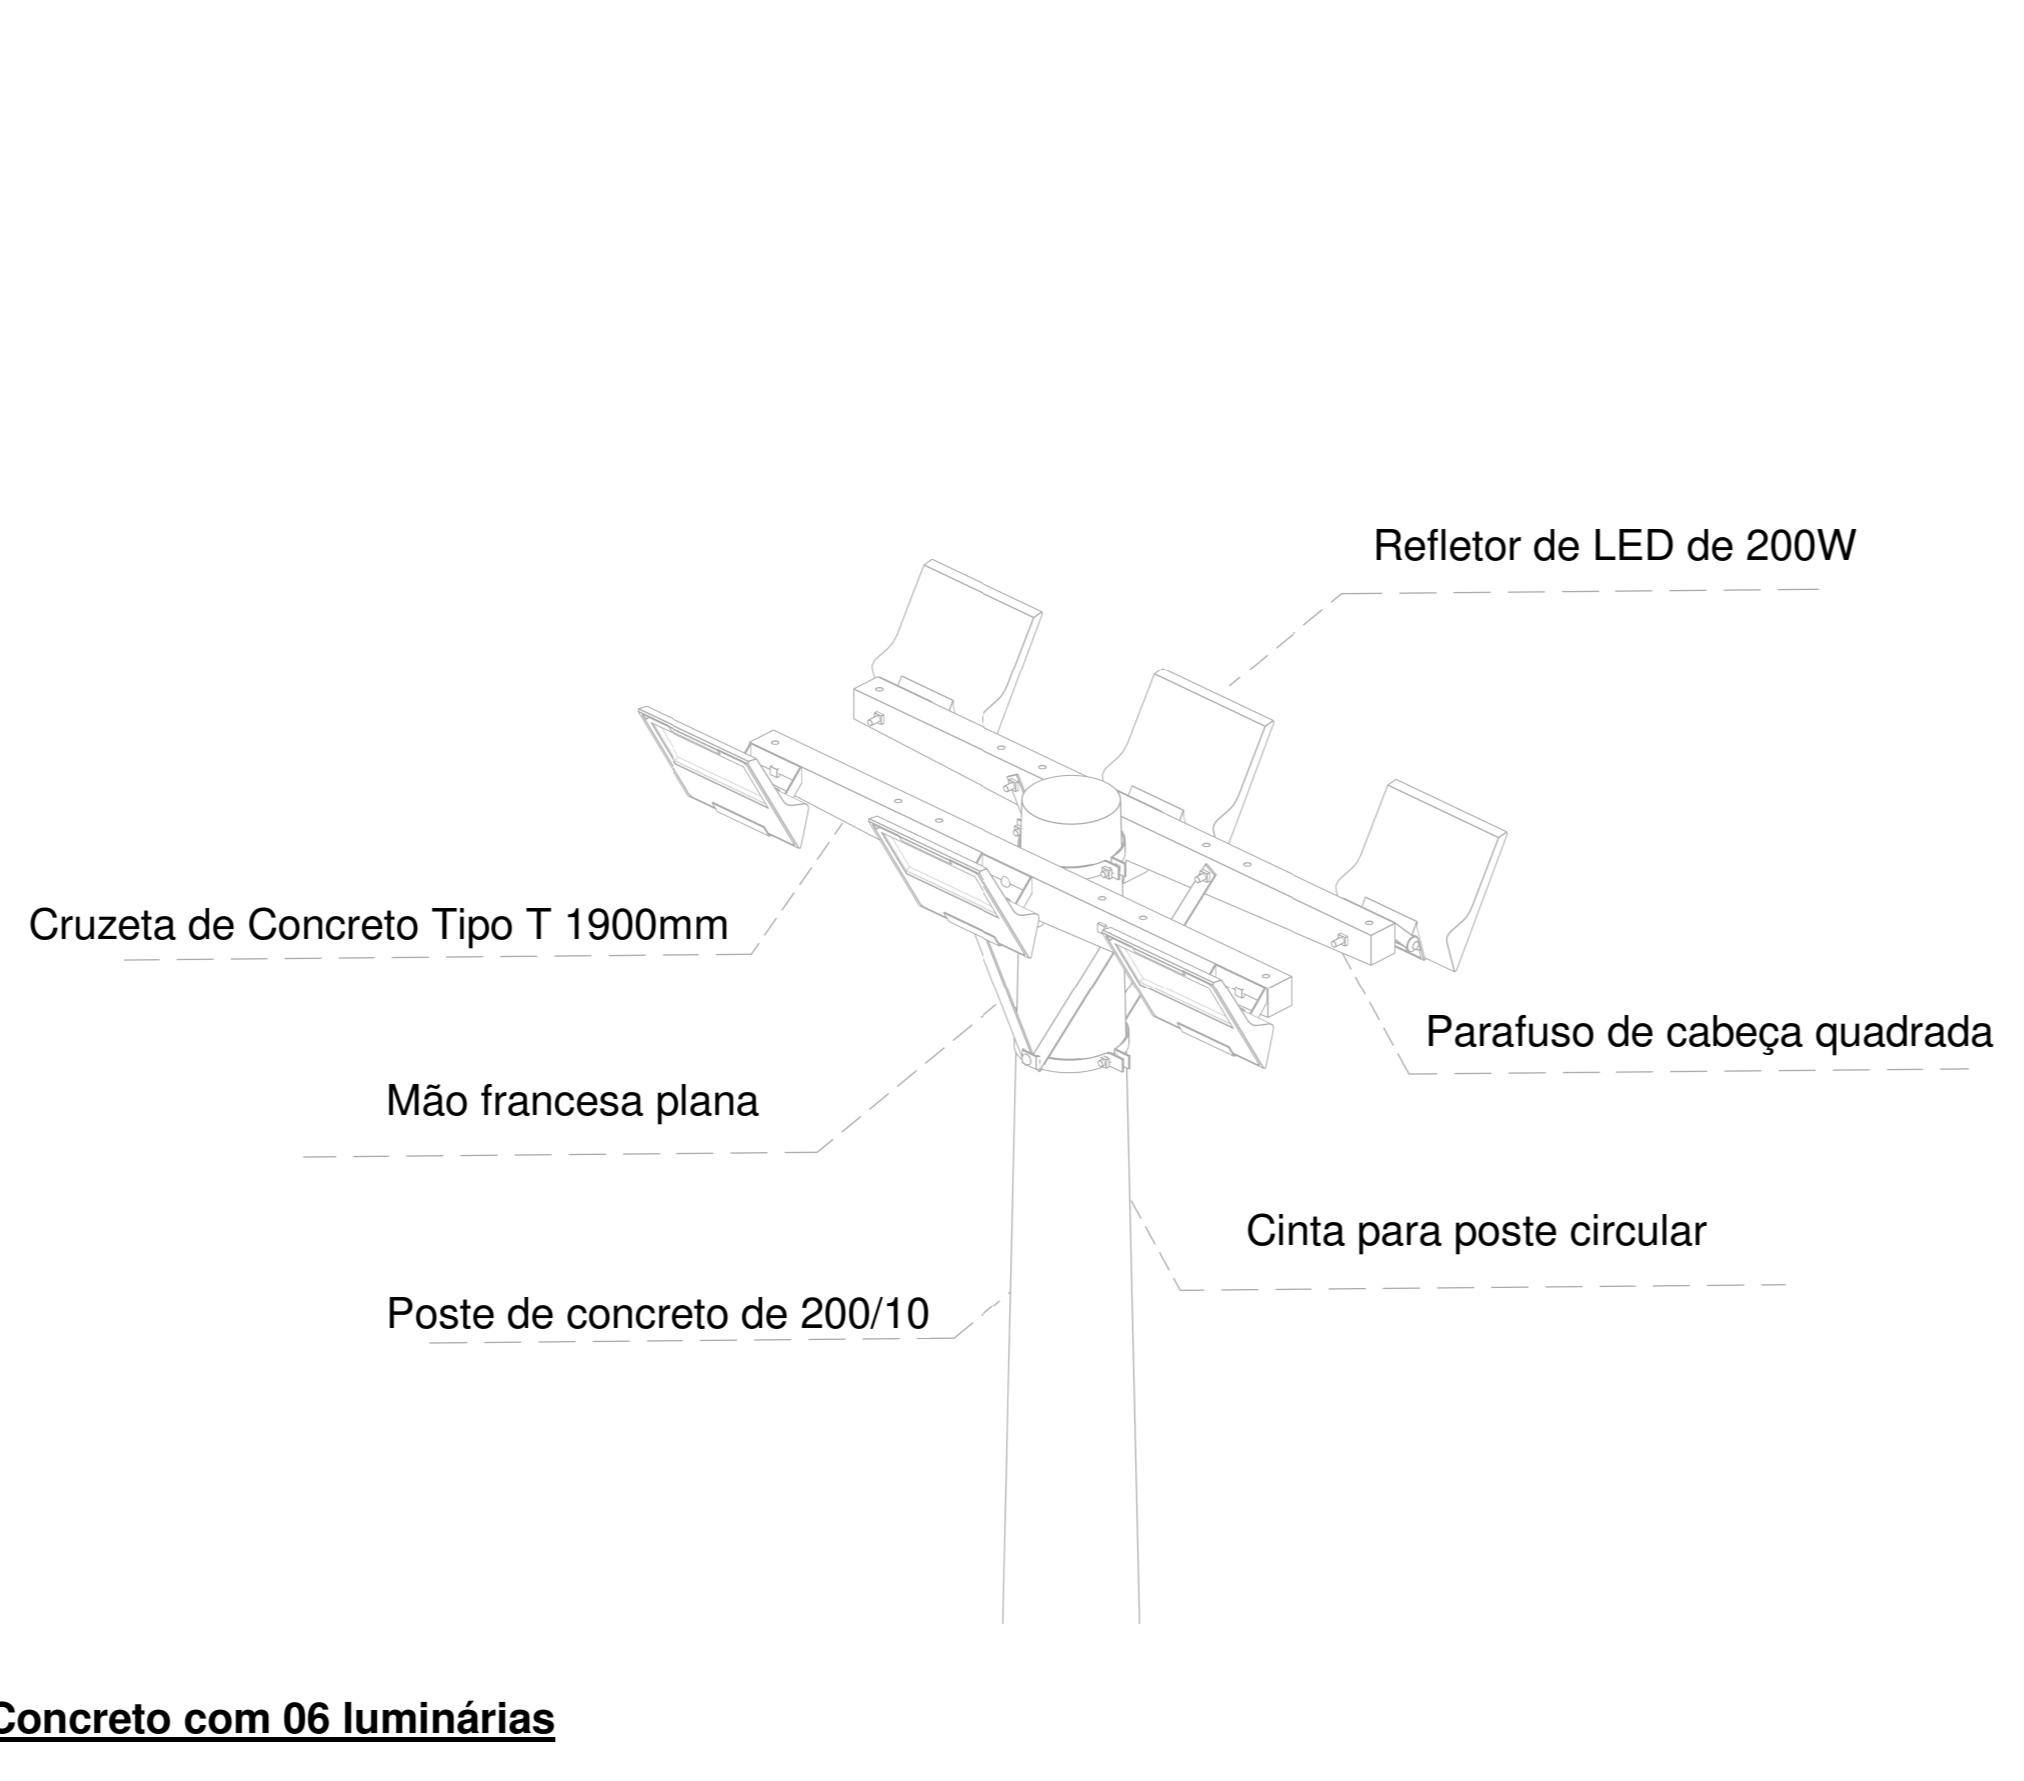 Refletor de LED de 200W
Cruzeta de Concreto Tipo T 1900mm
Parafuso de cabeça quadrada
Mão francesa plana
Cinta para poste circular
Poste de concreto de 200/10
Concreto com 06 luminárias